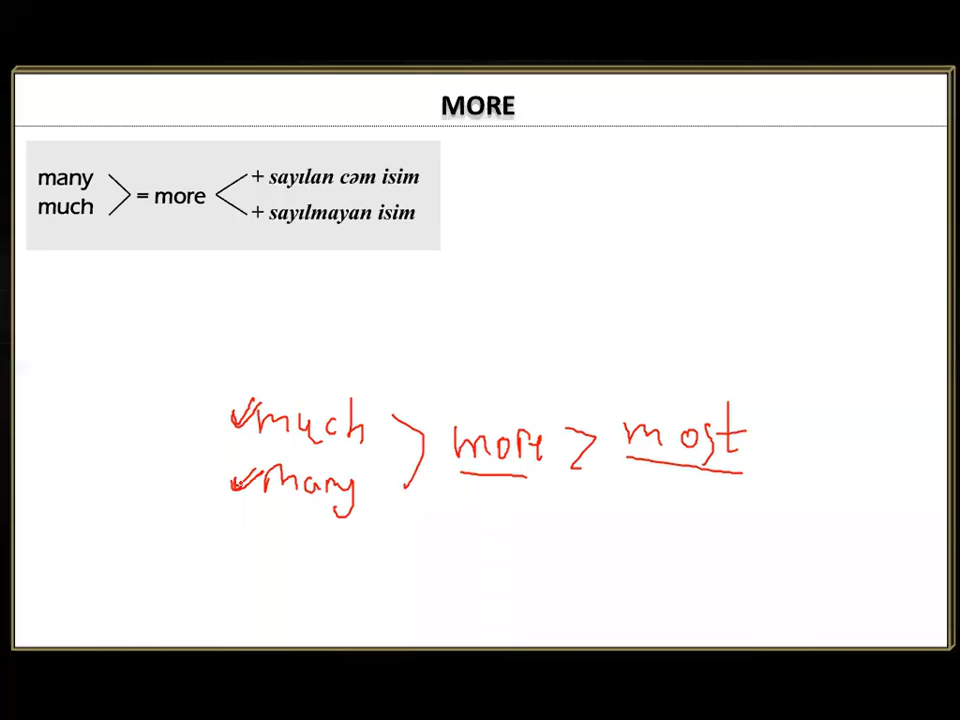 MORE
many
much
= more
+ sayılan cəm isim
+ sayılmayan isim
much
many
more > most